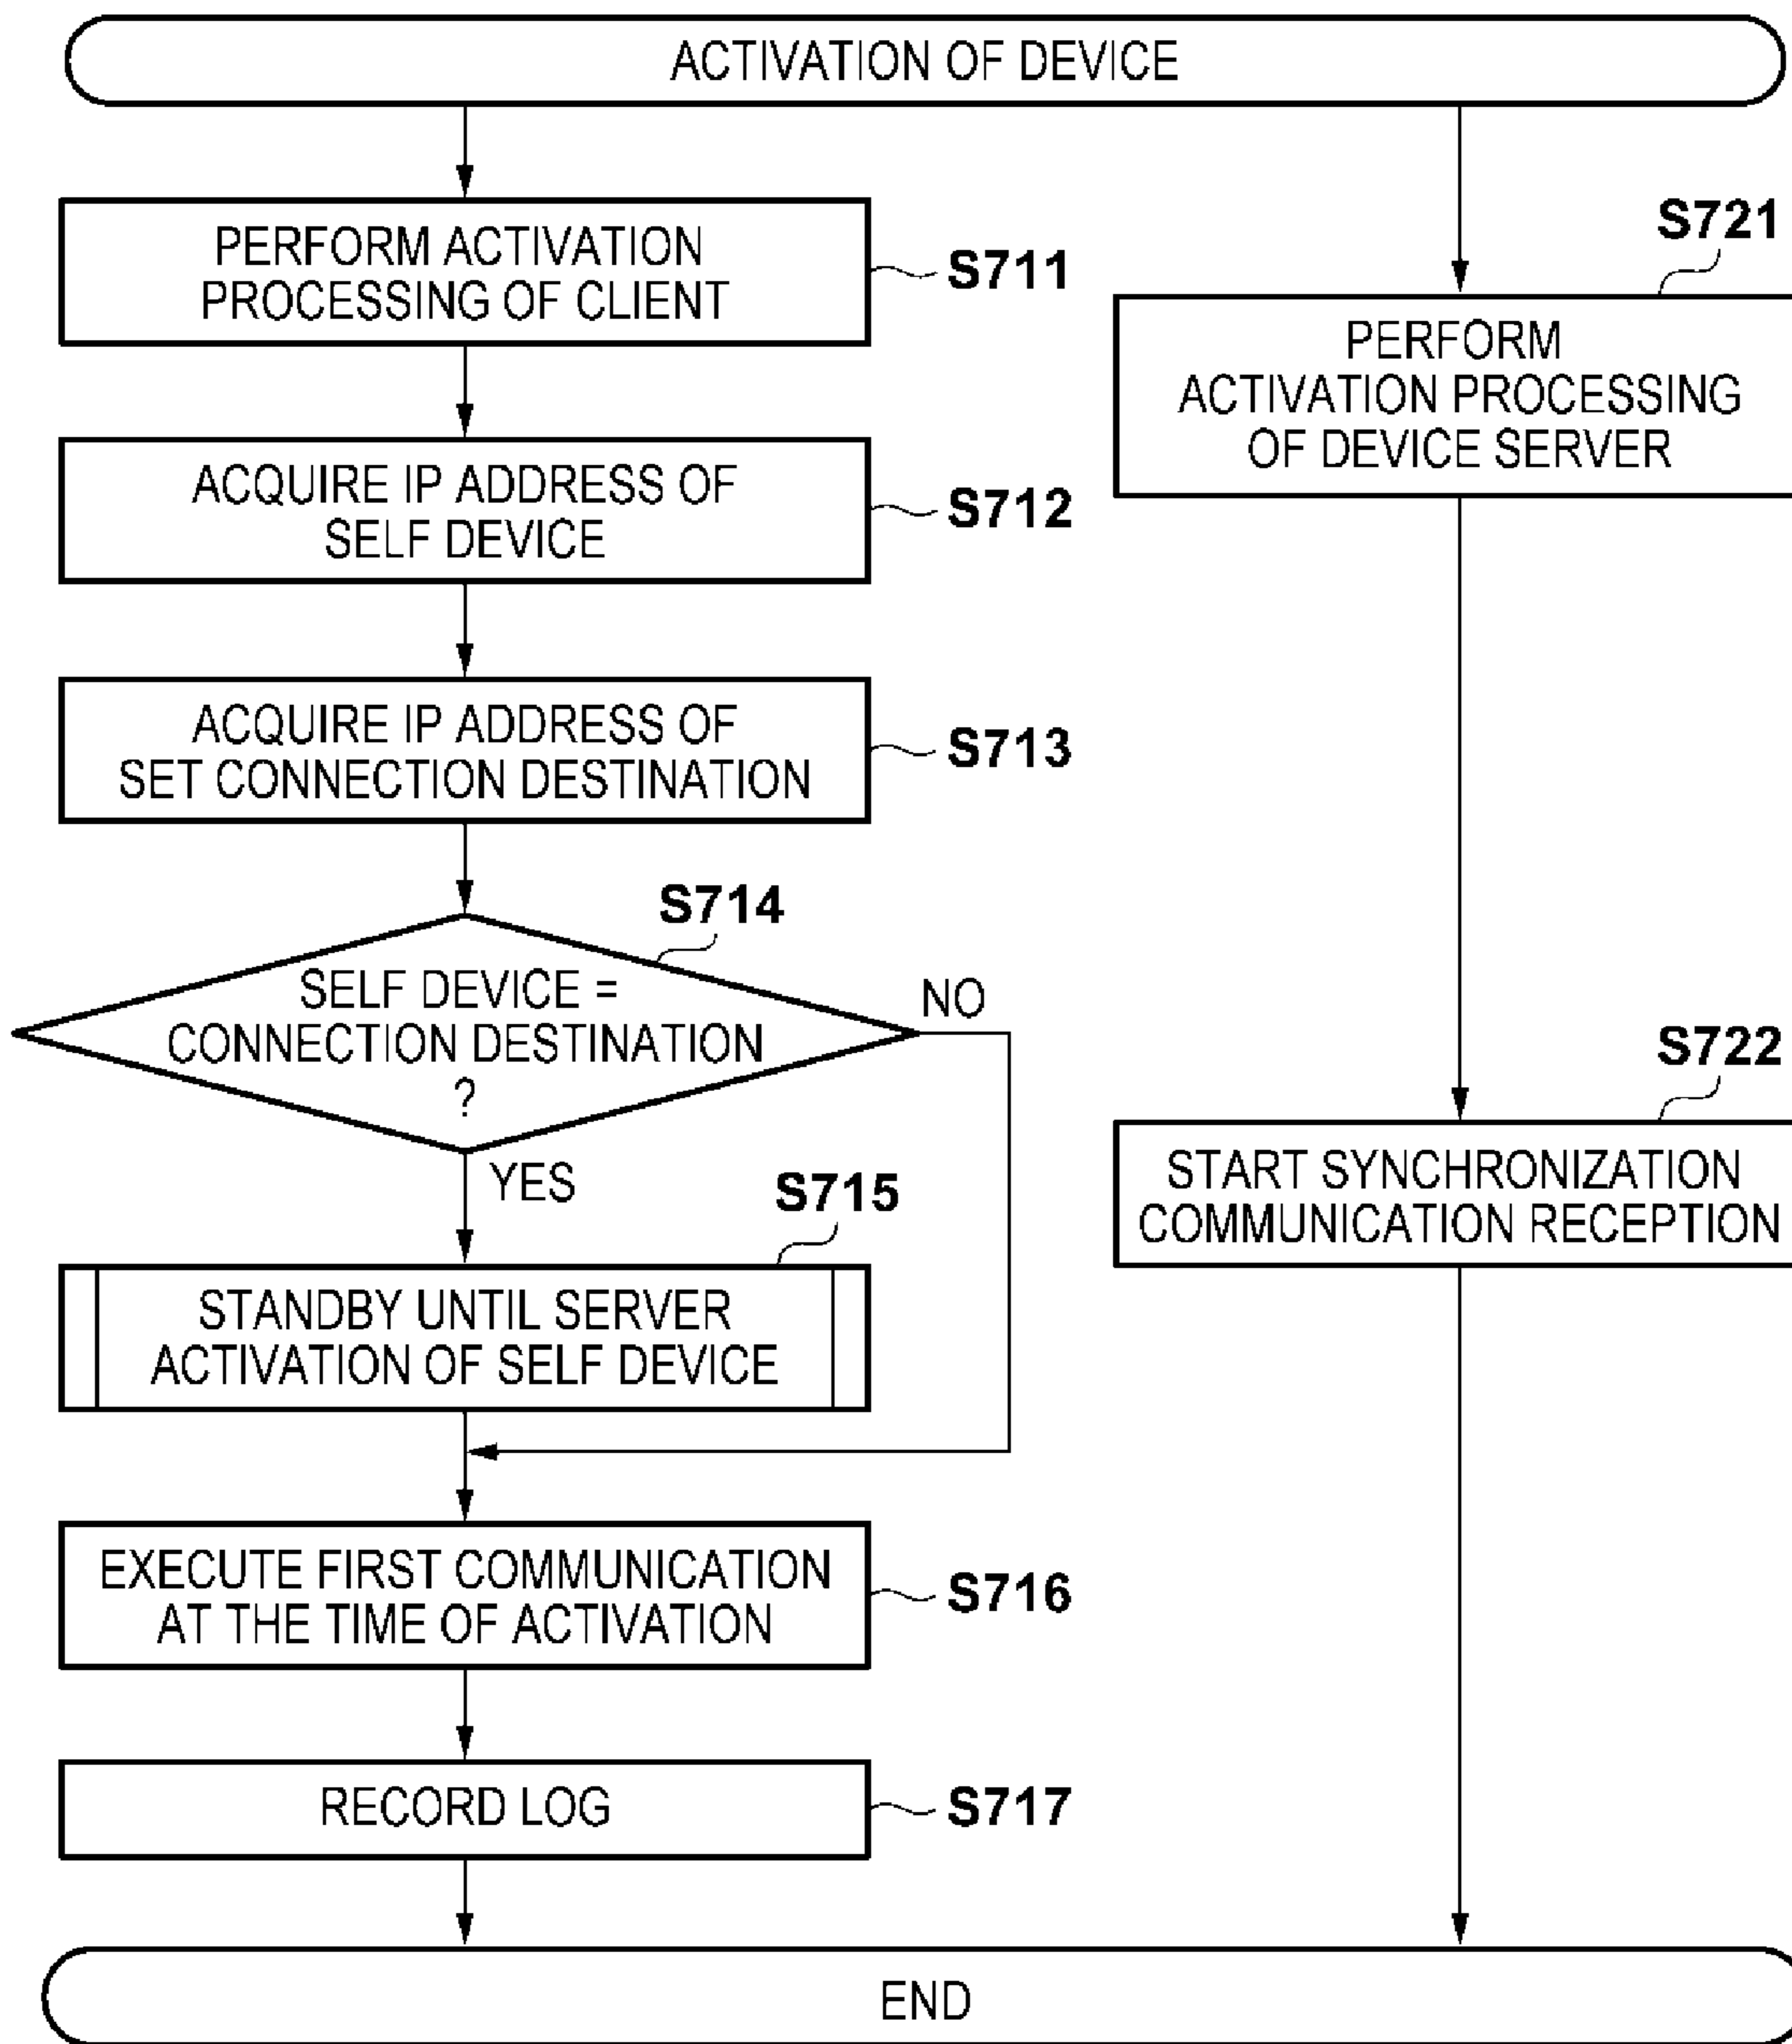 ACTIVATION OF DEVICE
PERFORM ACTIVATION
PROCESSING OF CLIENT
S711
ACQUIRE IP ADDRESS OF
SELF DEVICE
S712
ACQUIRE IP ADDRESS OF
SET CONNECTION DESTINATION
S713
S714
SELF DEVICE =
CONNECTION DESTINATION
?
NO
YES
S715
STANDBY UNTIL SERVER
ACTIVATION OF SELF DEVICE
EXECUTE FIRST COMMUNICATION
AT THE TIME OF ACTIVATION
S716
RECORD LOG
S717
S721
PERFORM
ACTIVATION PROCESSING
OF DEVICE SERVER
S722
START SYNCHRONIZATION
COMMUNICATION RECEPTION
END